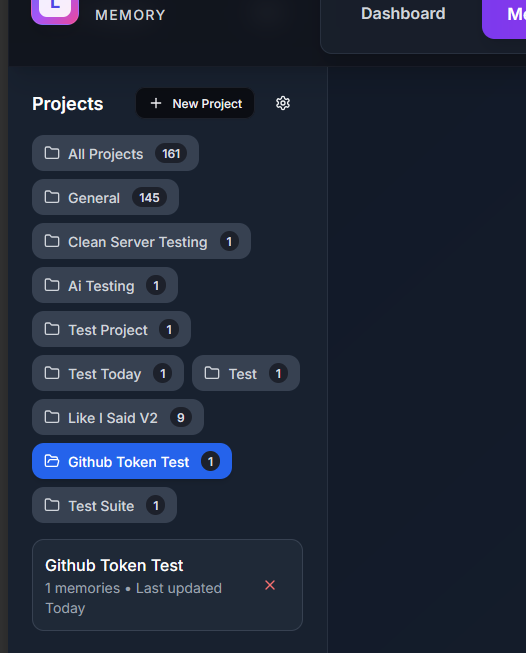 L
MEMORY
Dashboard
Me
Projects
+ New Project
All Projects 161
General 145
Clean Server Testing 1
Ai Testing 1
Test Project 1
Test Today 1 Test 1
Like I Said V2 9
Github Token Test 1
Test Suite 1
Github Token Test
1 memories • Last updated
Today